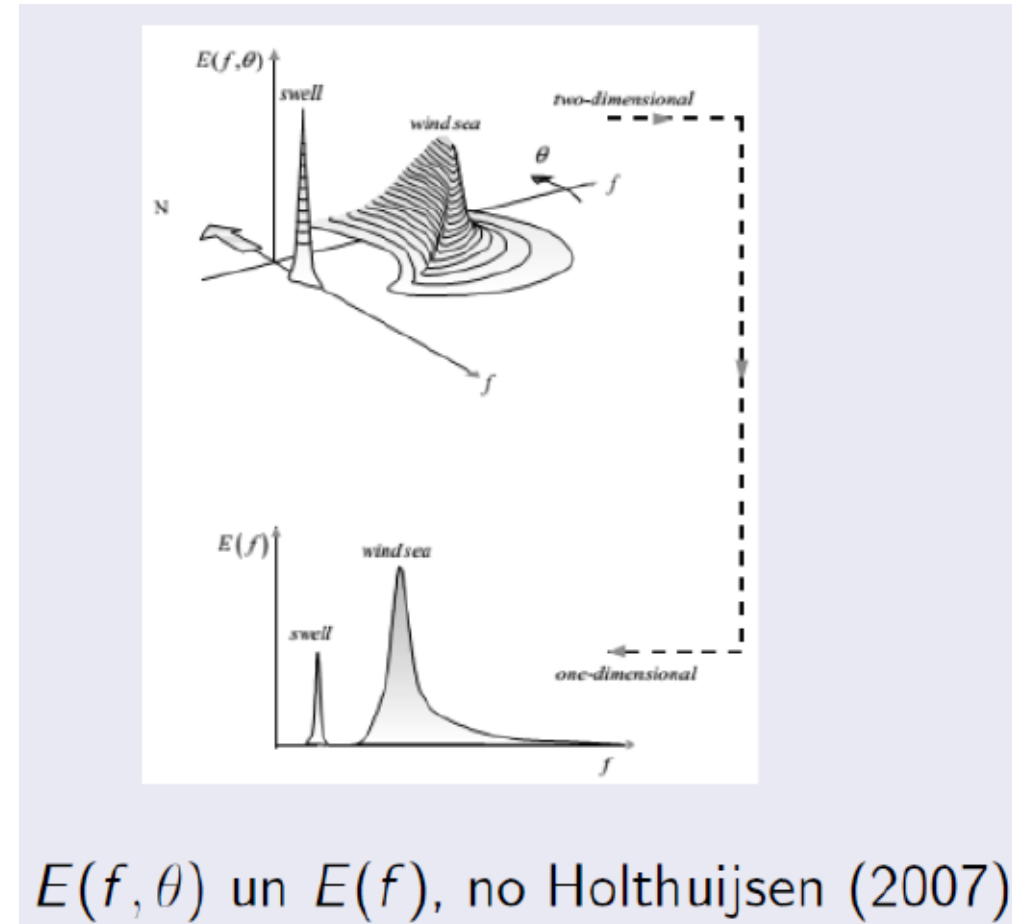 E(f,θ)
swell
two-dimensional
wind sea
θ
f
N
f
E(f)
wind sea
swell
one-dimensional
f
E(f, θ) un E(f), no Holthuijsen (2007)